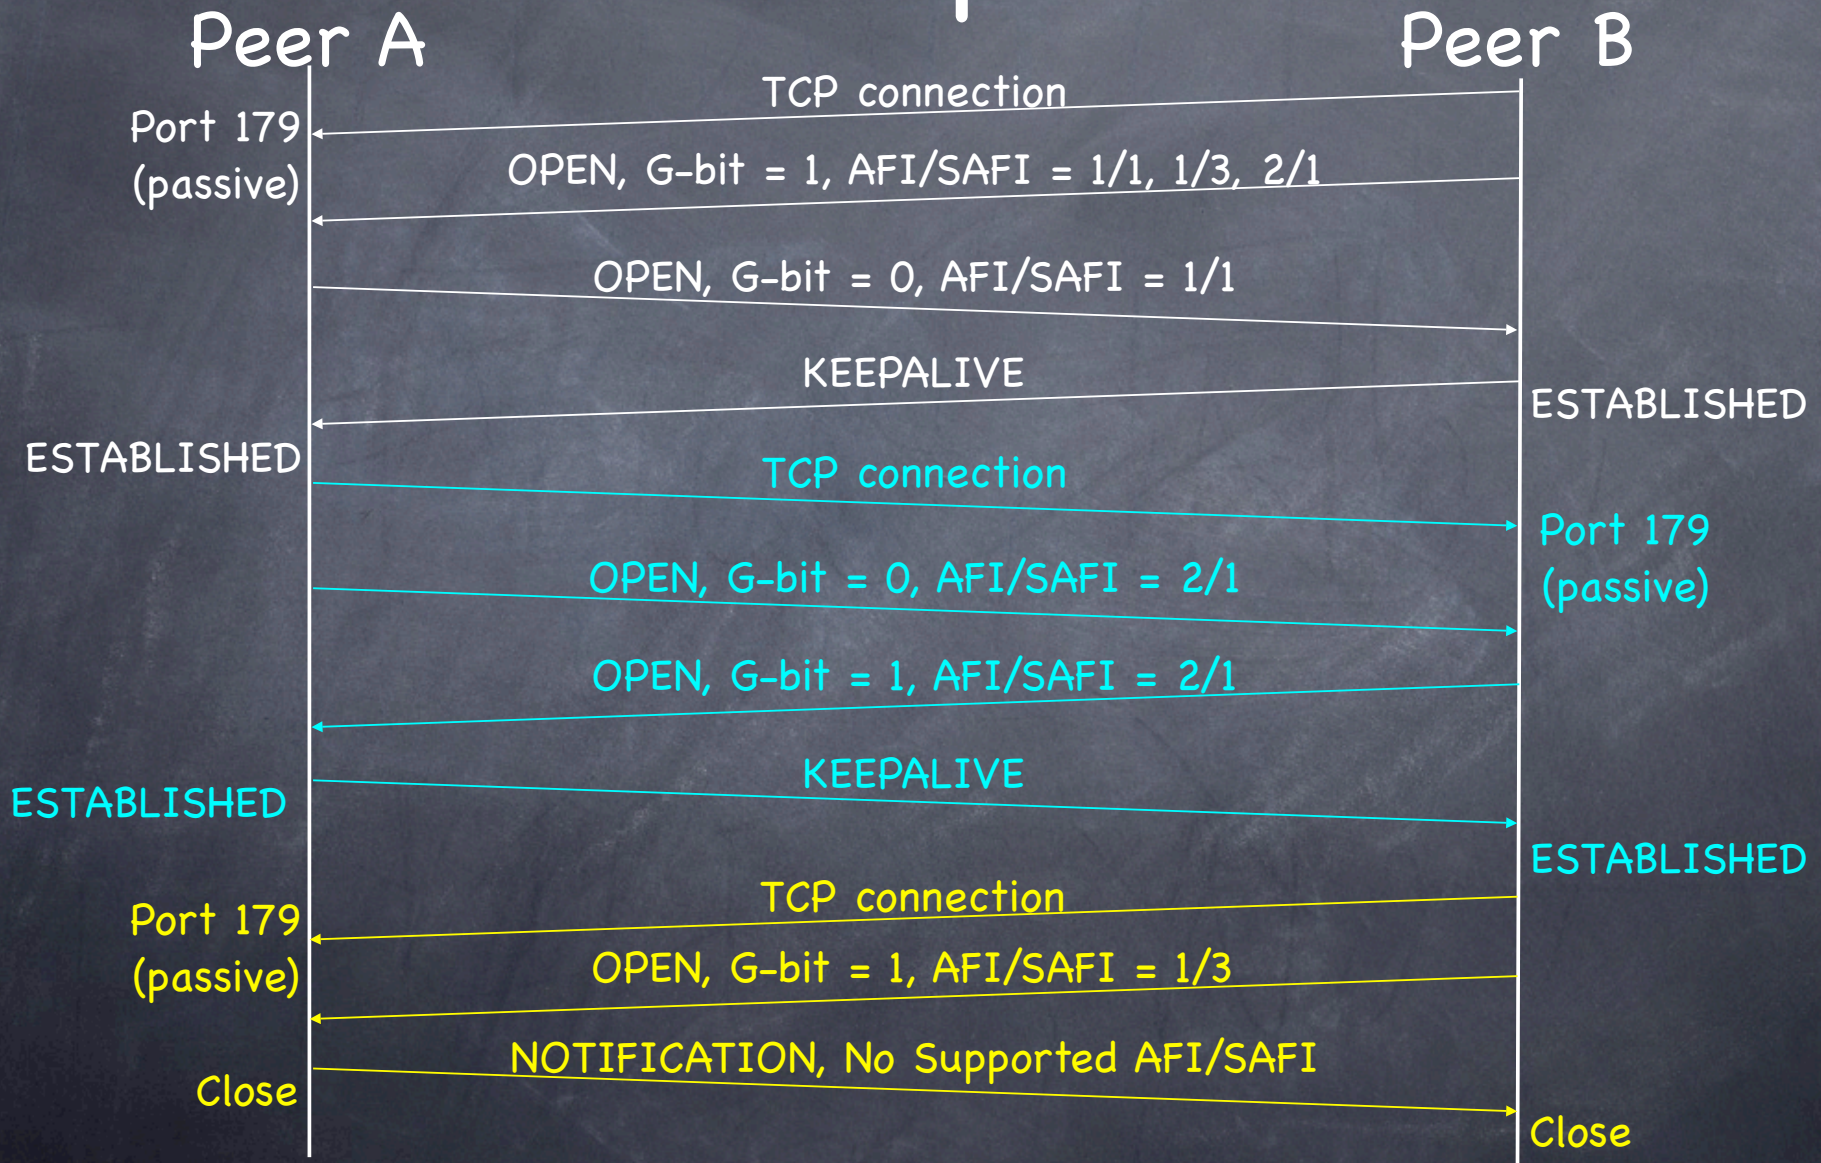 Peer A
Peer B
TCP connection
Port 179
(passive)
OPEN, G-bit = 1, AFI/SAFI = 1/1, 1/3, 2/1
OPEN, G-bit = 0, AFI/SAFI = 1/1
KEEPALIVE
ESTABLISHED
ESTABLISHED
TCP connection
Port 179
(passive)
OPEN, G-bit = 0, AFI/SAFI = 2/1
OPEN, G-bit = 1, AFI/SAFI = 2/1
KEEPALIVE
ESTABLISHED
ESTABLISHED
TCP connection
Port 179
(passive)
OPEN, G-bit = 1, AFI/SAFI = 1/3
NOTIFICATION, No Supported AFI/SAFI
Close
Close